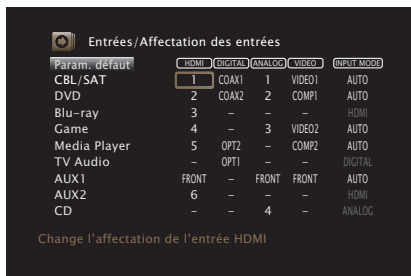 Entrées/Affectation des entrées
Param. défaut HDMI DIGITAL ANALOG VIDEO INPUT MODE
CBL/SAT 1 COAX1 1 VIDEO1 AUTO
DVD 2 COAX2 2 COMP1 AUTO
Blu-ray 3 – – – HDMI
Game 4 – 3 VIDEO2 AUTO
Media Player 5 OPT2 – COMP2 AUTO
TV Audio – OPT1 – – DIGITAL
AUX1 FRONT – FRONT FRONT AUTO
AUX2 6 – – – HDMI
CD – – 4 – ANALOG
Change l'affectation de l'entrée HDMI